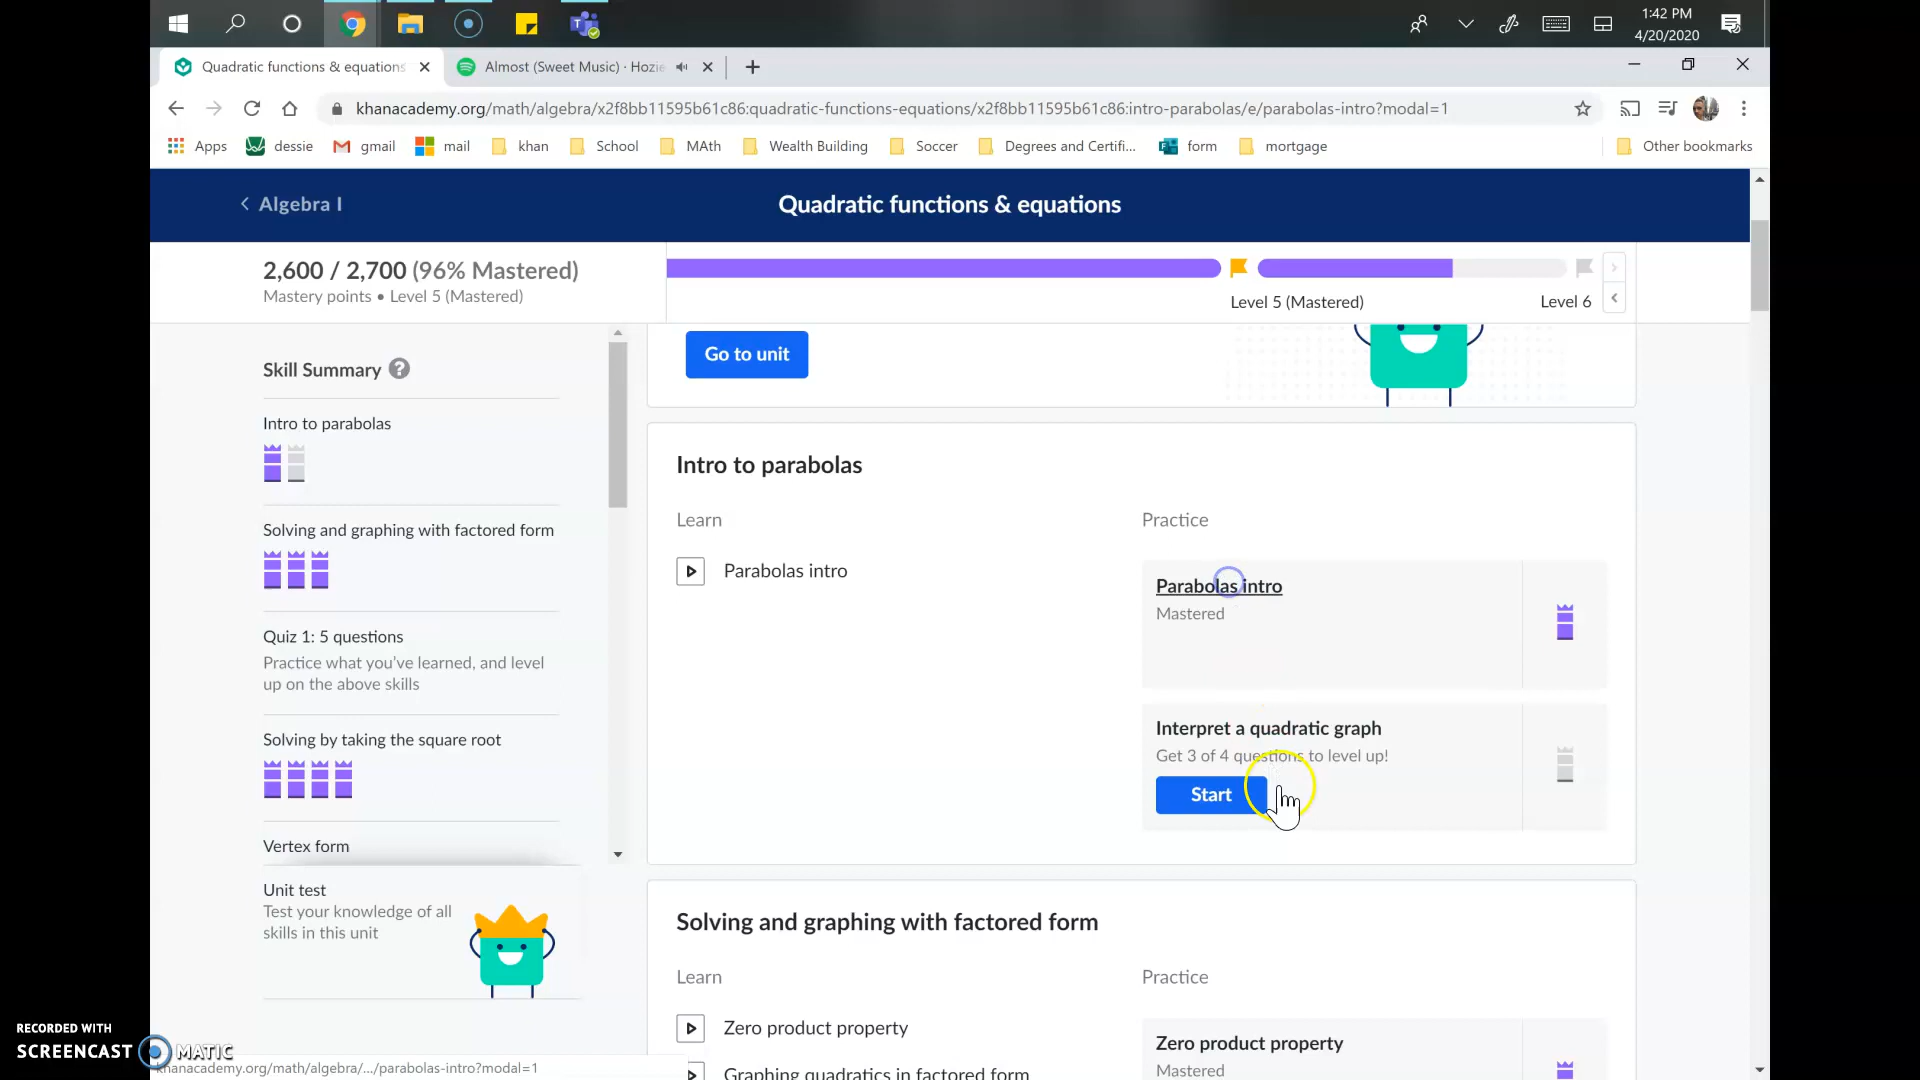 1:42 PM
4/20/2020
Quadratic functions & equations
Almost (Sweet Music) · Hozie
khanacademy.org/math/algebra/x2f8bb11595b61c86:quadratic-functions-equations/x2f8bb11595b61c86:intro-parabolas/e/parabolas-intro?modal=1
Apps dessie gmail mail khan School MAth Wealth Building Soccer Degrees and Certifi... form mortgage Other bookmarks
Algebra I
Quadratic functions & equations
2,600 / 2,700 (96% Mastered)
Mastery points • Level 5 (Mastered)
Level 5 (Mastered)
Level 6
Go to unit
Skill Summary ?
Intro to parabolas
Solving and graphing with factored form
Quiz 1: 5 questions
Practice what you've learned, and level
up on the above skills
Solving by taking the square root
Vertex form
Unit test
Test your knowledge of all
skills in this unit
Intro to parabolas
Learn
Parabolas intro
Practice
Parabolas intro
Mastered
Interpret a quadratic graph
Get 3 of 4 questions to level up!
Start
Solving and graphing with factored form
Learn
Zero product property
Graphing quadratics in factored form
Practice
Zero product property
Mastered
RECORDED WITH
SCREENCAST MATIC
khanacademy.org/math/algebra/.../parabolas-intro?modal=1